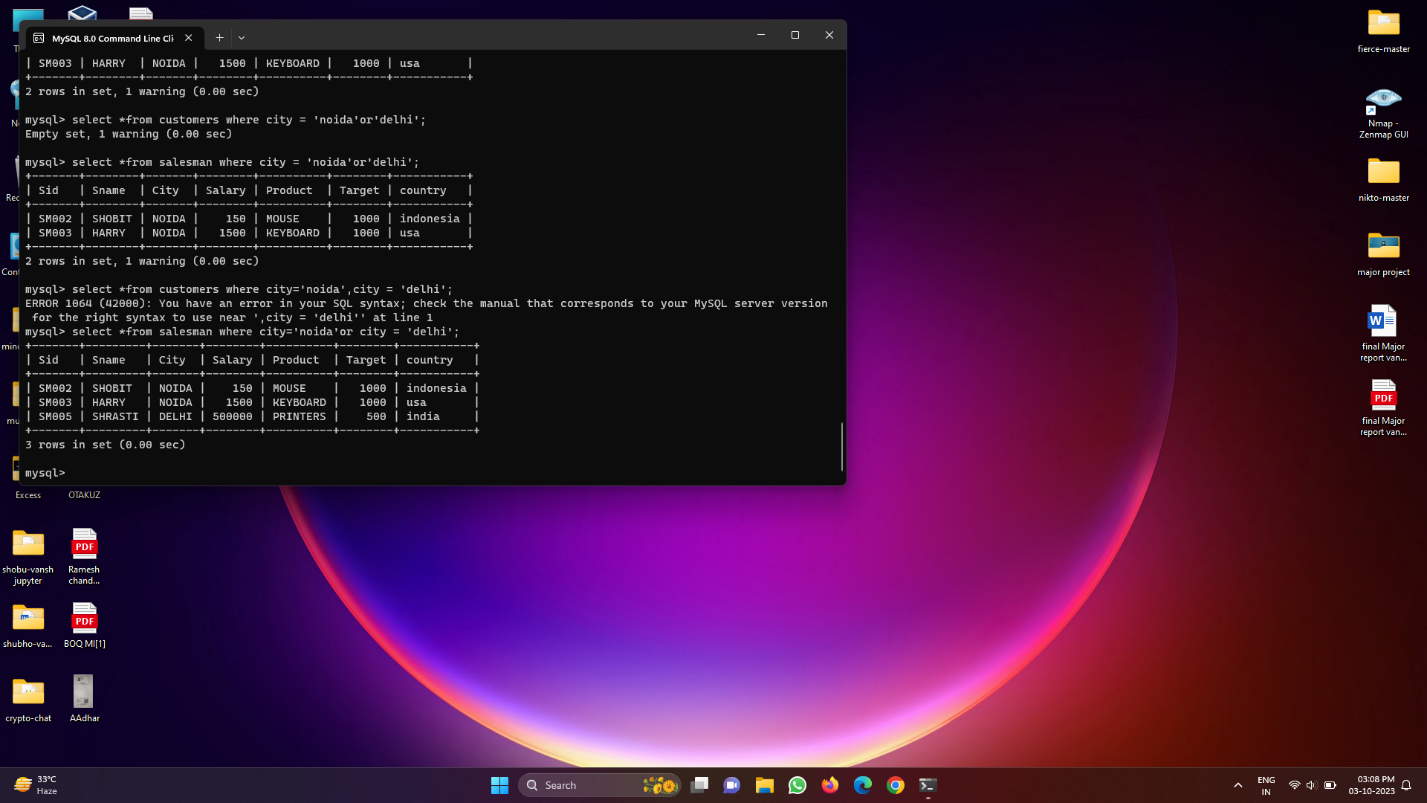 MySQL 8.0 Command Line Cli
| SM003 | HARRY  | NOIDA |   1500 | KEYBOARD |   1000 | usa       |
+-------+--------+-------+--------+----------+--------+-----------+
2 rows in set, 1 warning (0.00 sec)
mysql> select *from customers where city = 'noida'or'delhi';
Empty set, 1 warning (0.00 sec)
mysql> select *from salesman where city = 'noida'or'delhi';
+-------+--------+-------+--------+----------+--------+-----------+
| Sid   | Sname  | City  | Salary | Product  | Target | country   |
+-------+--------+-------+--------+----------+--------+-----------+
| SM002 | SHOBIT | NOIDA |    150 | MOUSE    |   1000 | indonesia |
| SM003 | HARRY  | NOIDA |   1500 | KEYBOARD |   1000 | usa       |
+-------+--------+-------+--------+----------+--------+-----------+
2 rows in set, 1 warning (0.00 sec)
mysql> select *from customers where city='noida',city = 'delhi';
ERROR 1064 (42000): You have an error in your SQL syntax; check the manual that corresponds to your MySQL server version
 for the right syntax to use near ',city = 'delhi'' at line 1
mysql> select *from salesman where city='noida'or city = 'delhi';
+-------+---------+-------+--------+----------+--------+-----------+
| Sid   | Sname   | City  | Salary | Product  | Target | country   |
+-------+---------+-------+--------+----------+--------+-----------+
| SM002 | SHOBIT  | NOIDA |    150 | MOUSE    |   1000 | indonesia |
| SM003 | HARRY   | NOIDA |   1500 | KEYBOARD |   1000 | usa       |
| SM005 | SHRASTI | DELHI | 500000 | PRINTERS |    500 | india     |
+-------+---------+-------+--------+----------+--------+-----------+
3 rows in set (0.00 sec)
mysql>
Excess
OTAKUZ
shobu-vansh
jupyter
PDF
Ramesh
chand...
shubho-va...
PDF
BOQ MI[1]
crypto-chat
AAdhar
fierce-master
Nmap -
Zenmap GUI
nikto-master
major project
W
final Major
report van...
PDF
final Major
report van...
33°C
Haze
Search
ENG
IN
03:08 PM
03-10-2023